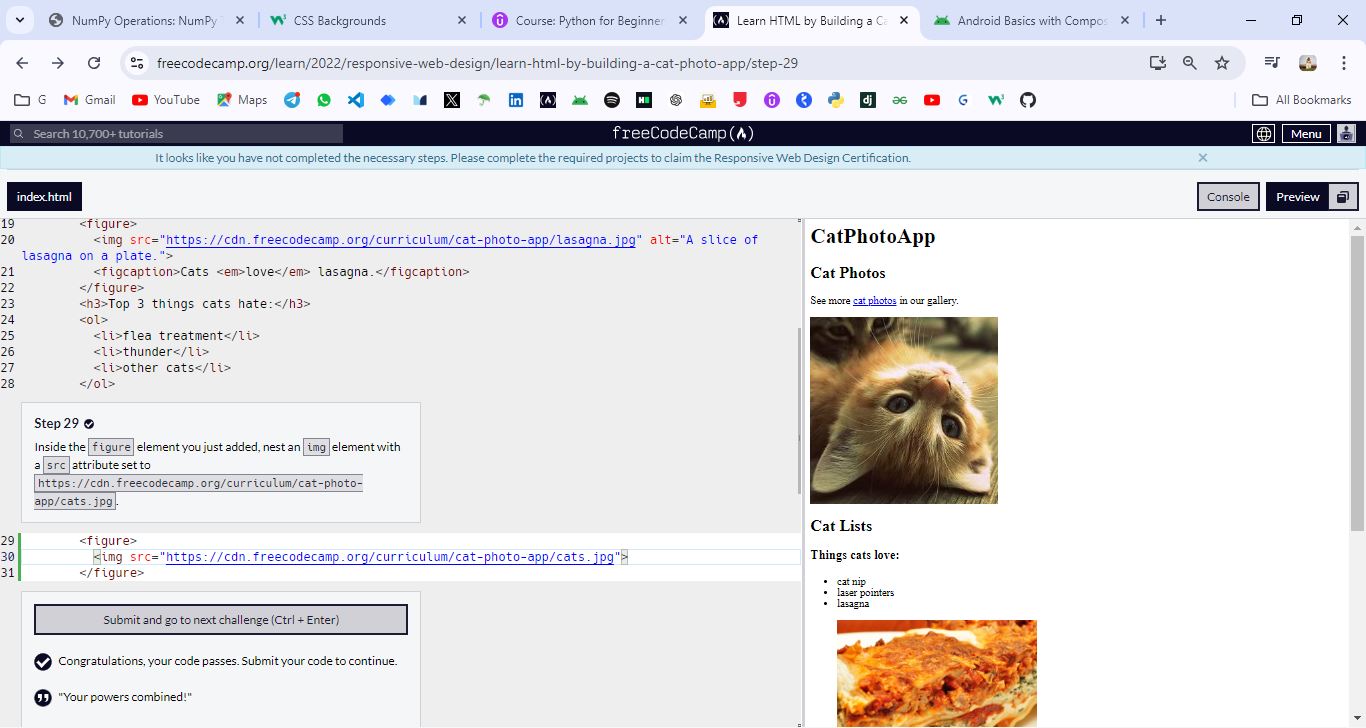 NumPy Operations: NumPy
CSS Backgrounds
Course: Python for Beginner
Learn HTML by Building a Ca
Android Basics with Compos
freecodecamp.org/learn/2022/responsive-web-design/learn-html-by-building-a-cat-photo-app/step-29
G Gmail YouTube Maps All Bookmarks
Search 10,700+ tutorials
freeCodeCamp
Menu
It looks like you have not completed the necessary steps. Please complete the required projects to claim the Responsive Web Design Certification.
index.html
Console
Preview
19 <figure>
20 <img src="https://cdn.freecodecamp.org/curriculum/cat-photo-app/lasagna.jpg" alt="A slice of
lasagna on a plate.">
21 <figcaption>Cats <em>love</em> lasagna.</figcaption>
22 </figure>
23 <h3>Top 3 things cats hate:</h3>
24 <ol>
25 <li>flea treatment</li>
26 <li>thunder</li>
27 <li>other cats</li>
28 </ol>
Step 29
Inside the figure element you just added, nest an img element with
a src attribute set to
https://cdn.freecodecamp.org/curriculum/cat-photo-
app/cats.jpg.
29 <figure>
30 <img src="https://cdn.freecodecamp.org/curriculum/cat-photo-app/cats.jpg">
31 </figure>
Submit and go to next challenge (Ctrl + Enter)
Congratulations, your code passes. Submit your code to continue.
"Your powers combined!"
CatPhotoApp
Cat Photos
See more cat photos in our gallery.
Cat Lists
Things cats love:
cat nip
laser pointers
lasagna